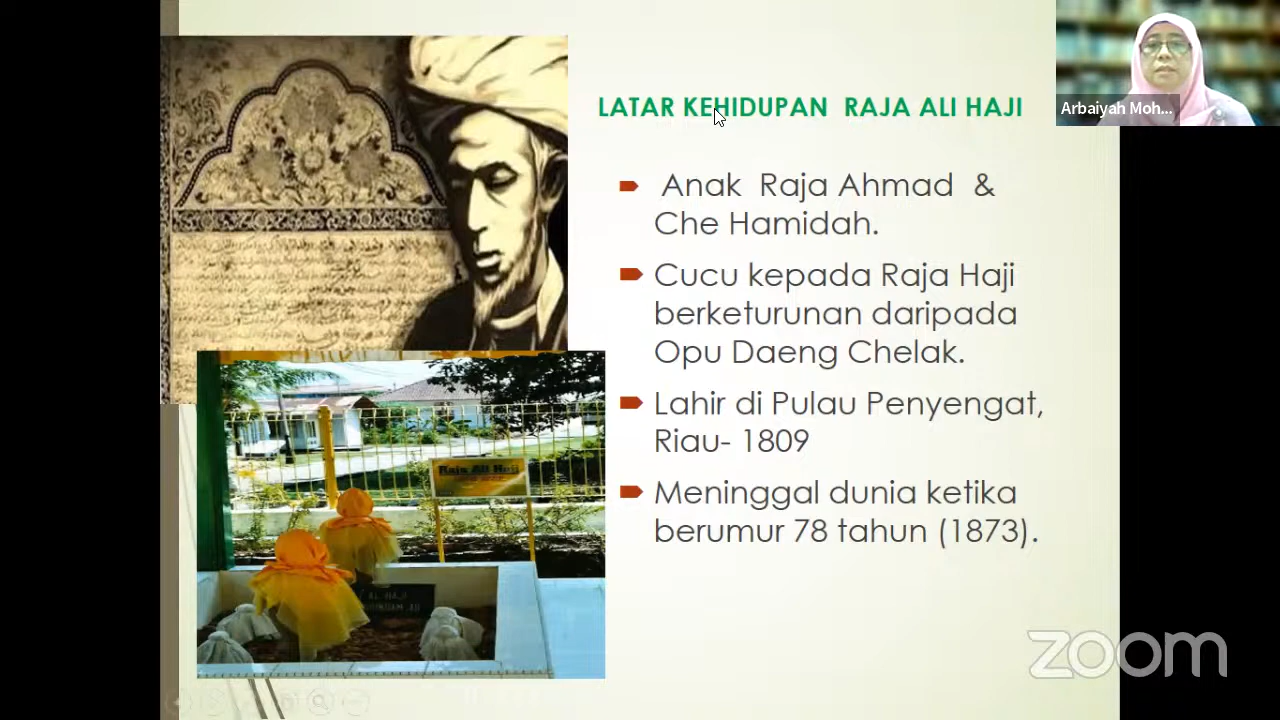 LATAR KEHIDUPAN RAJA ALI HAJI
Arbaiyah Moh...
Anak Raja Ahmad &
Che Hamidah.
Cucu kepada Raja Haji
berketurunan daripada
Opu Daeng Chelak.
Lahir di Pulau Penyengat,
Riau- 1809
Meninggal dunia ketika
berumur 78 tahun (1873).
Raja Ali Haji
zoom